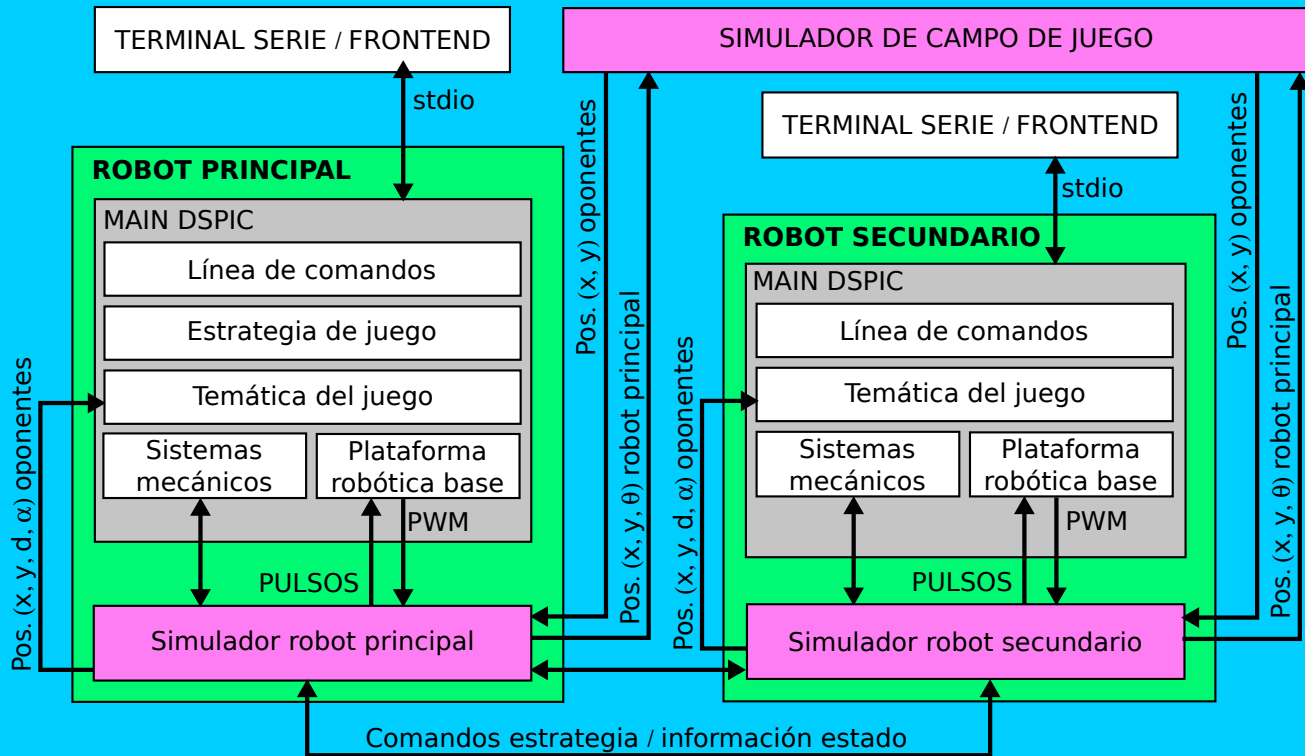 TERMINAL SERIE / FRONTEND
SIMULADOR DE CAMPO DE JUEGO
stdio
TERMINAL SERIE / FRONTEND
stdio
ROBOT PRINCIPAL
MAIN DSPIC
Línea de comandos
Estrategia de juego
Temática del juego
Sistemas
mecánicos
Plataforma
robótica base
PWM
PULSOS
Simulador robot principal
Pos. (x, y, d, α) oponentes
Pos. (x, y) oponentes
Pos. (x, y, θ) robot principal
ROBOT SECUNDARIO
MAIN DSPIC
Línea de comandos
Temática del juego
Sistemas
mecánicos
Plataforma
robótica base
PWM
PULSOS
Simulador robot secundario
Pos. (x, y, d, α) oponentes
Pos. (x, y) oponentes
Pos. (x, y, θ) robot principal
Comandos estrategia / información estado